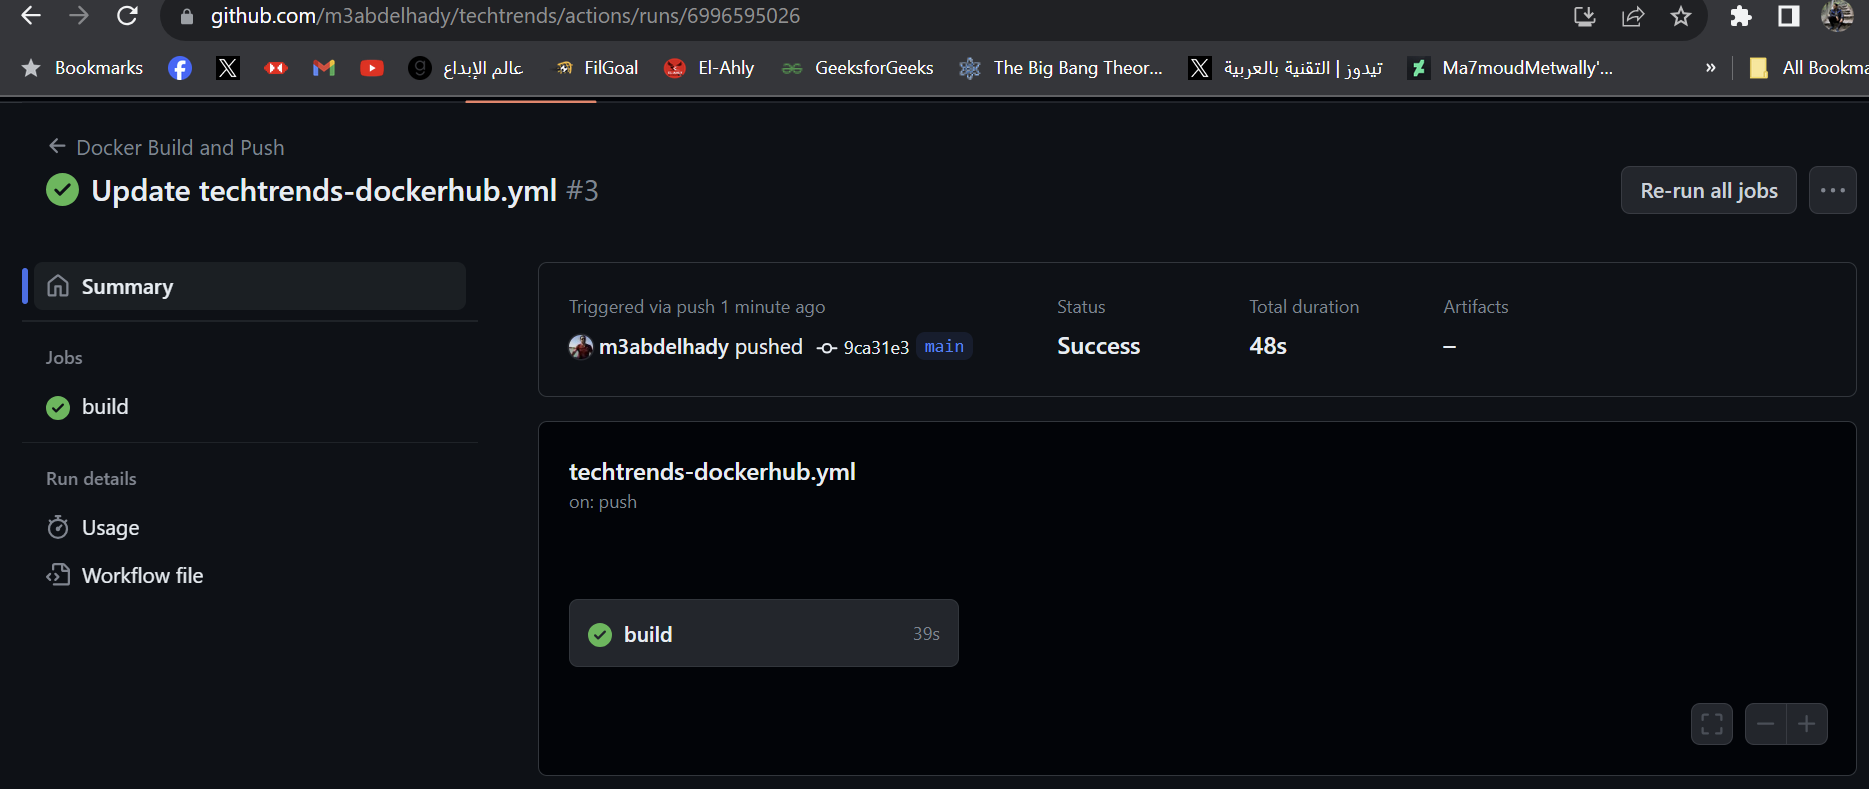 github.com/m3abdelhady/techtrends/actions/runs/6996595026
Bookmarks عالم الإبداع FilGoal El-Ahly GeeksforGeeks The Big Bang Theor... تيدوز | التقنية بالعربية Ma7moudMetwally'... » All Bookma
Docker Build and Push
Update techtrends-dockerhub.yml #3
Re-run all jobs
Summary
Jobs
build
Run details
Usage
Workflow file
Triggered via push 1 minute ago
m3abdelhady pushed 9ca31e3 main
Status
Success
Total duration
48s
Artifacts
–
techtrends-dockerhub.yml
on: push
build 39s